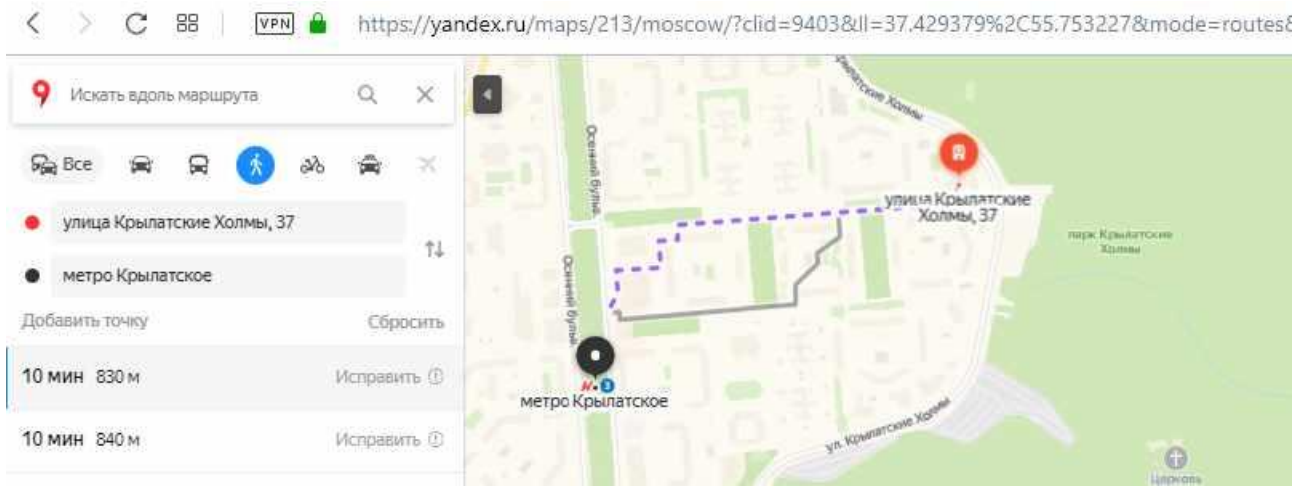 VPN
https://yandex.ru/maps/213/moscow/?clid=9403&ll=37.429379%2C55.753227&mode=routes&
Искать вдоль маршрута
Все
улица Крылатские Холмы, 37
метро Крылатское
Добавить точку
Сбросить
10 мин 830 м
Исправить
10 мин 840 м
Исправить
Крылатские Холмы
Осенний бульв.
Осенний бульв.
улица Крылатские
Холмы, 37
парк Крылатские
Холмы
3
метро Крылатское
ул. Крылатские Холмы
Церковь